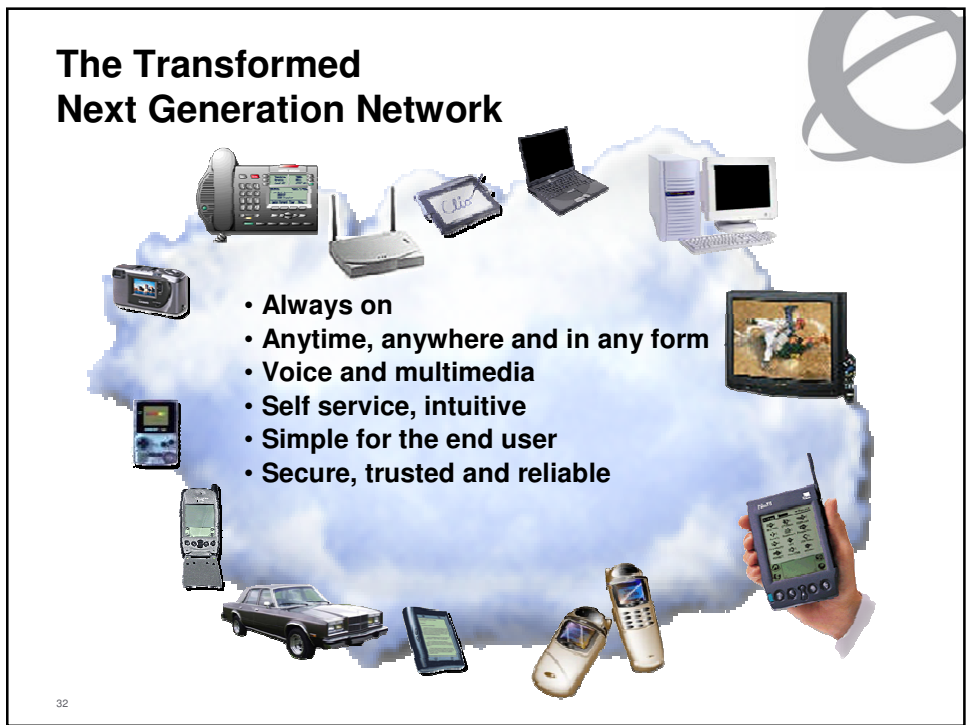 The Transformed
Next Generation Network
Clio
• Always on
• Anytime, anywhere and in any form
• Voice and multimedia
• Self service, intuitive
• Simple for the end user
• Secure, trusted and reliable
32